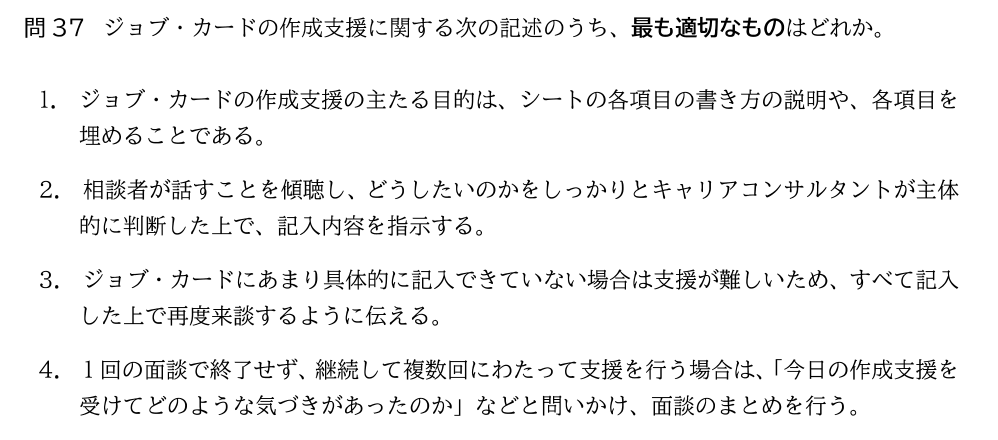 問37 ジョブ・カードの作成支援に関する次の記述のうち、最も適切なものはどれか。
1. ジョブ・カードの作成支援の主たる目的は、シートの各項目の書き方の説明や、各項目を
埋めることである。
2. 相談者が話すことを傾聴し、どうしたいのかをしっかりとキャリアコンサルタントが主体
的に判断した上で、記入内容を指示する。
3. ジョブ・カードにあまり具体的に記入できていない場合は支援が難しいため、すべて記入
した上で再度来談するように伝える。
4. 1回の面談で終了せず、継続して複数回にわたって支援を行う場合は、「今日の作成支援を
受けてどのような気づきがあったのか」などと問いかけ、面談のまとめを行う。